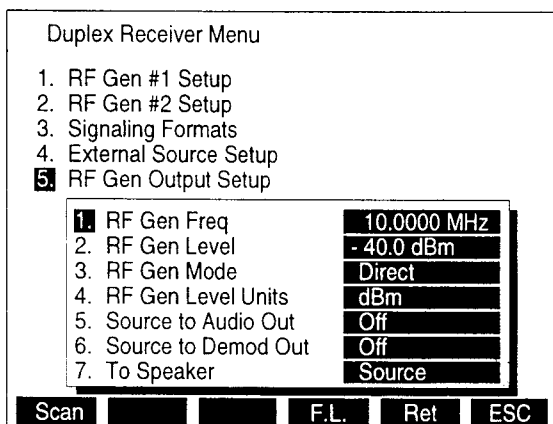 Duplex Receiver Menu
1. RF Gen #1 Setup
2. RF Gen #2 Setup
3. Signaling Formats
4. External Source Setup
5. RF Gen Output Setup
1. RF Gen Freq 10.0000 MHz
2. RF Gen Level - 40.0 dBm
3. RF Gen Mode Direct
4. RF Gen Level Units dBm
5. Source to Audio Out Off
6. Source to Demod Out Off
7. To Speaker Source
Scan F.L. Ret ESC